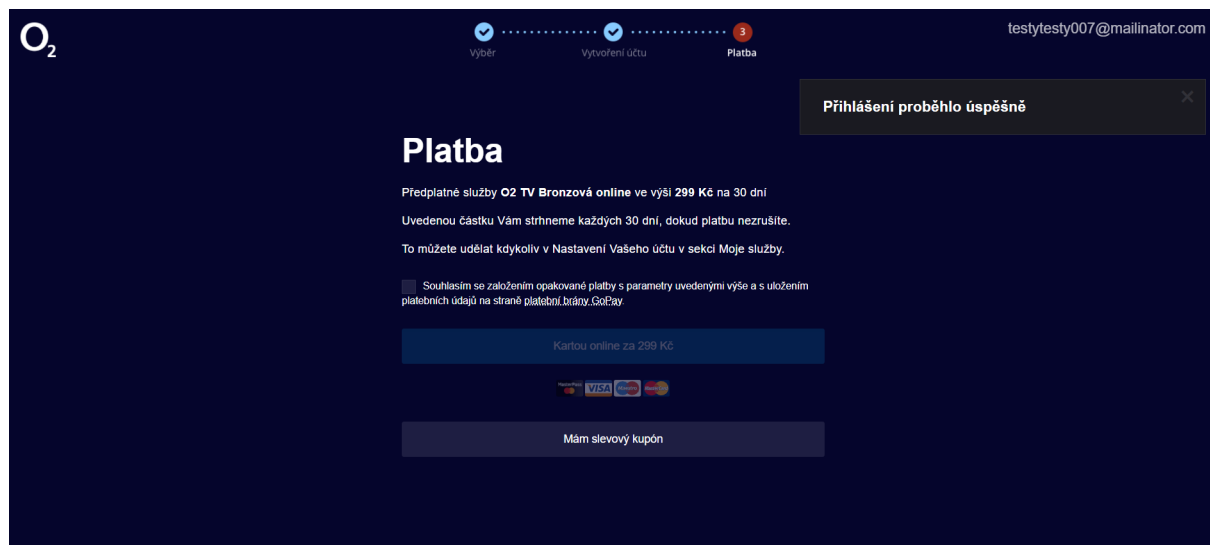 O2
testytesty007@mailinator.com
3
Výběr
Vytvoření účtu
Platba
Přihlášení proběhlo úspěšně
Platba
Předplatné služby O2 TV Bronzová online ve výši 299 Kč na 30 dní
Uvedenou částku Vám strhneme každých 30 dní, dokud platbu nezrušíte.
To můžete udělat kdykoliv v Nastavení Vašeho účtu v sekci Moje služby.
Souhlasím se založením opakované platby s parametry uvedenými výše a s uložením
platebních údajů na straně platební brány GoPay.
Kartou online za 299 Kč
VISA
Mám slevový kupón